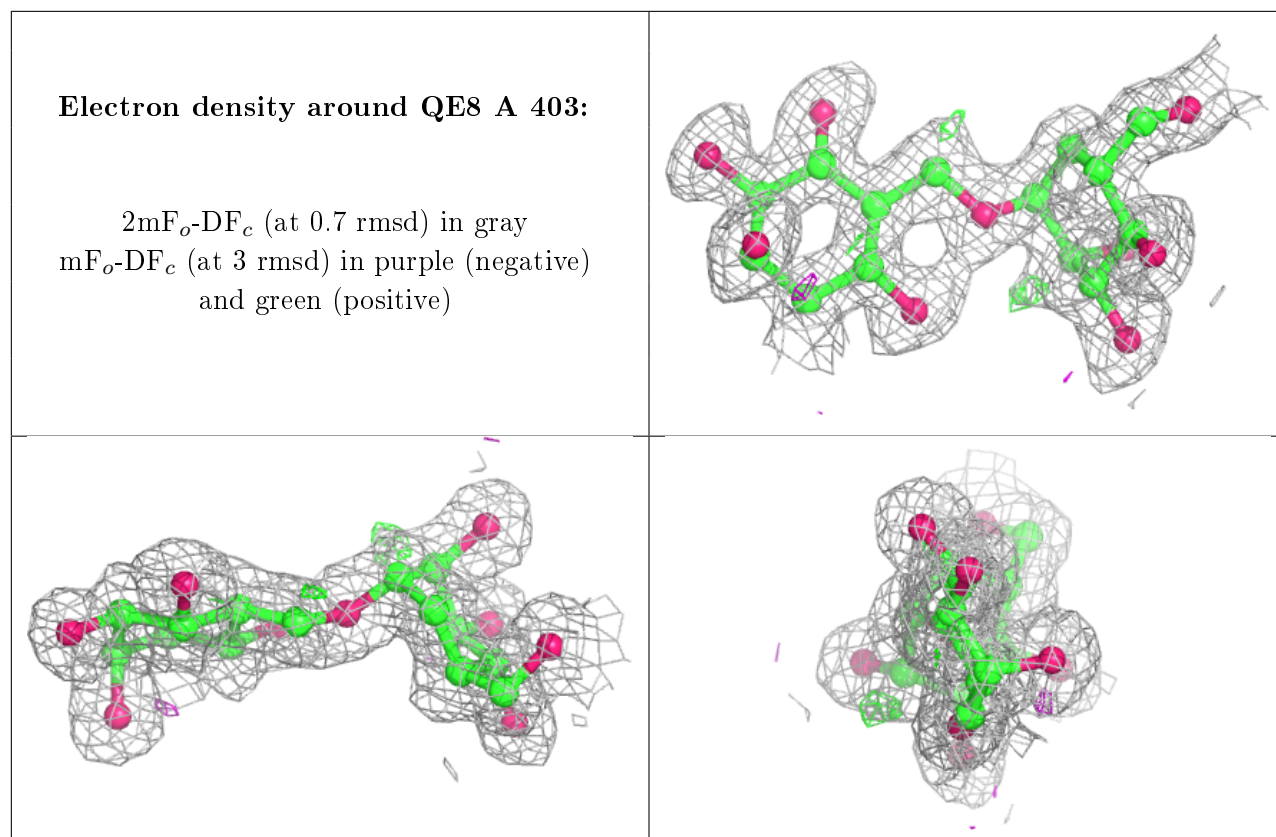 Electron density around QE8 A 403:
2mFₒ-DF𝒸 (at 0.7 rmsd) in gray
mFₒ-DF𝒸 (at 3 rmsd) in purple (negative)
and green (positive)